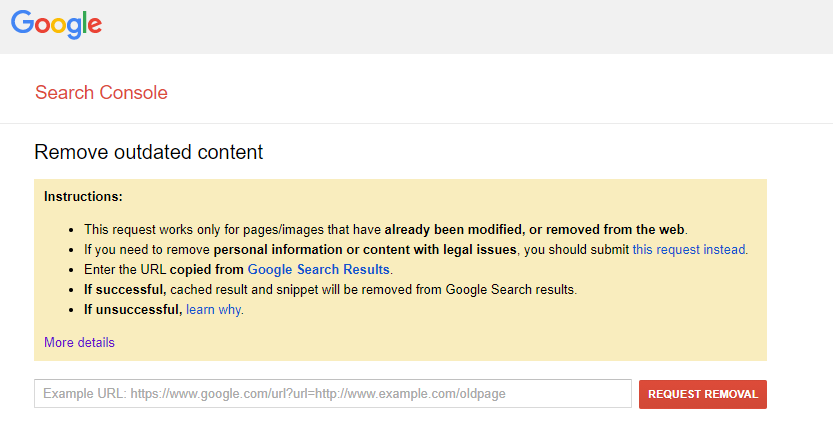 Google
Search Console
Remove outdated content
Instructions:
• This request works only for pages/images that have already been modified, or removed from the web.
• If you need to remove personal information or content with legal issues, you should submit this request instead.
• Enter the URL copied from Google Search Results.
• If successful, cached result and snippet will be removed from Google Search results.
• If unsuccessful, learn why.
More details
Example URL: https://www.google.com/url?url=http://www.example.com/oldpage
REQUEST REMOVAL